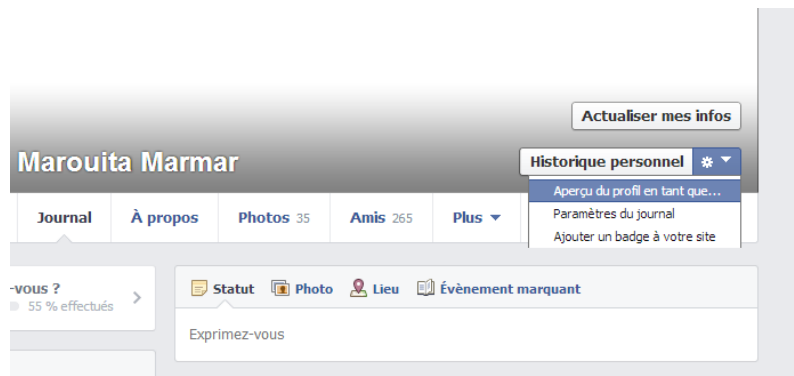 Actualiser mes infos
Marouita Marmar
Historique personnel
Aperçu du profil en tant que...
Paramètres du journal
Ajouter un badge à votre site
Journal À propos Photos 35 Amis 265 Plus
-vous ?
55 % effectués
Statut Photo Lieu Évènement marquant
Exprimez-vous